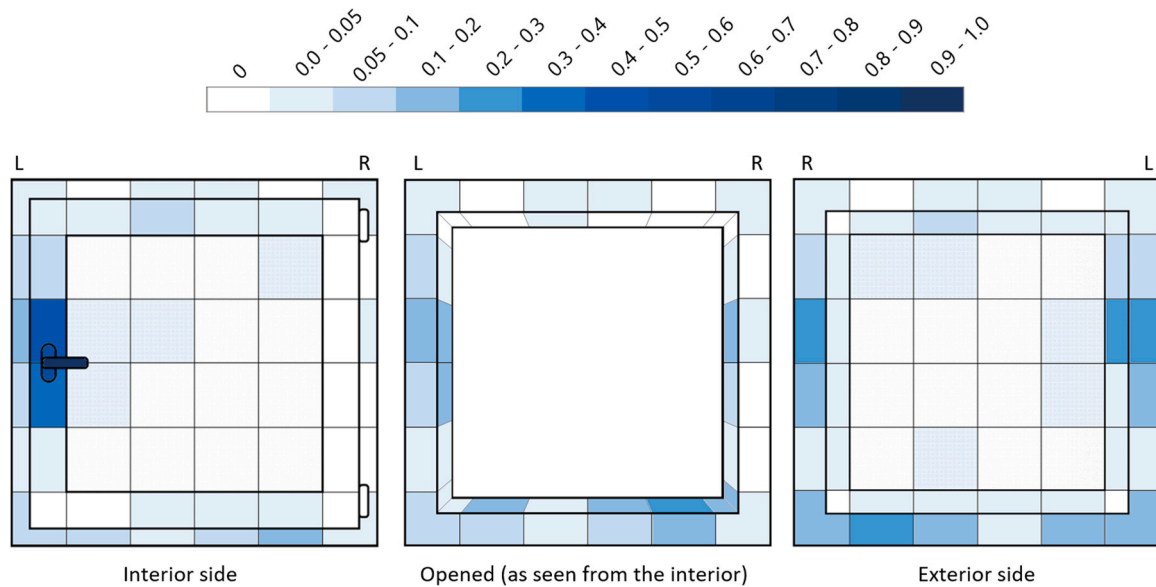 0
0.0 - 0.05
0.05 - 0.1
0.1 - 0.2
0.2 - 0.3
0.3 - 0.4
0.4 - 0.5
0.5 - 0.6
0.6 - 0.7
0.7 - 0.8
0.8 - 0.9
0.9 - 1.0
L R
L R
R L
Interior side
Opened (as seen from the interior)
Exterior side